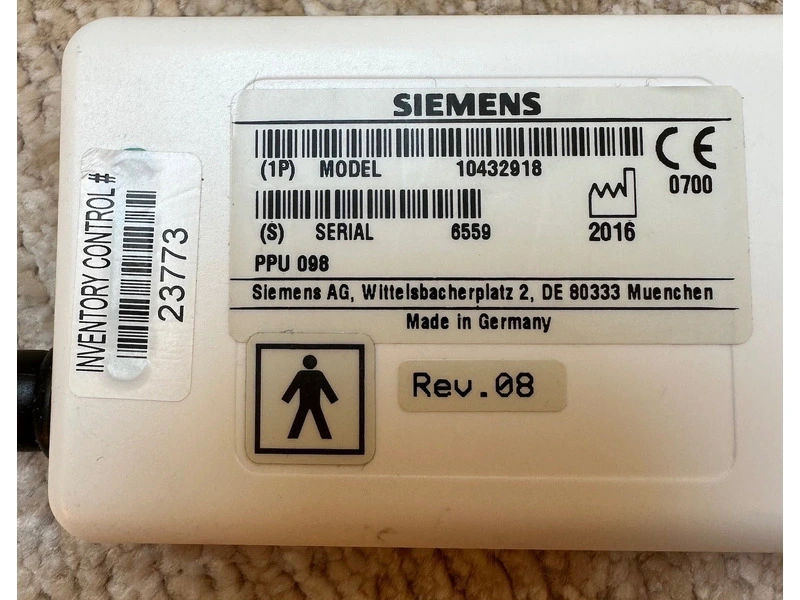 SIEMENS
(1P) MODEL 10432918
CE
0700
(S) SERIAL 6559
2016
PPU 098
Siemens AG, Wittelsbacherplatz 2, DE 80333 Muenchen
Made in Germany
Rev.08
INVENTORY CONTROL#
23773